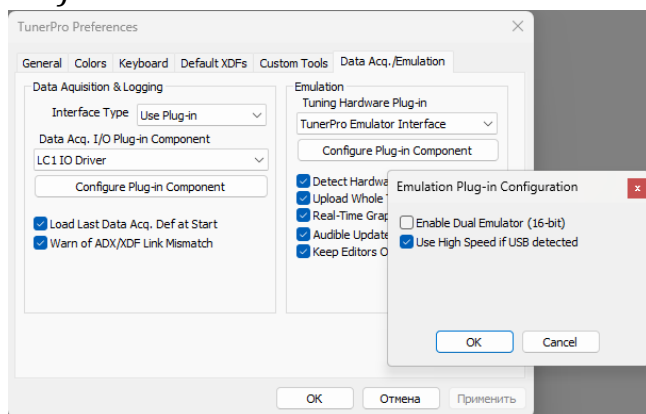 TunerPro Preferences
General Colors Keyboard Default XDFs Custom Tools Data Acq./Emulation
Data Aquisition & Logging
Interface Type Use Plug-in
Data Acq. I/O Plug-in Component
LC1 IO Driver
Configure Plug-in Component
Load Last Data Acq. Def at Start
Warn of ADX/XDF Link Mismatch
Emulation
Tuning Hardware Plug-in
TunerPro Emulator Interface
Configure Plug-in Component
Detect Hardwa
Upload Whole
Real-Time Grap
Audible Update
Keep Editors O
Emulation Plug-in Configuration
x
Enable Dual Emulator (16-bit)
Use High Speed if USB detected
OK Cancel
OK Отмена Применить